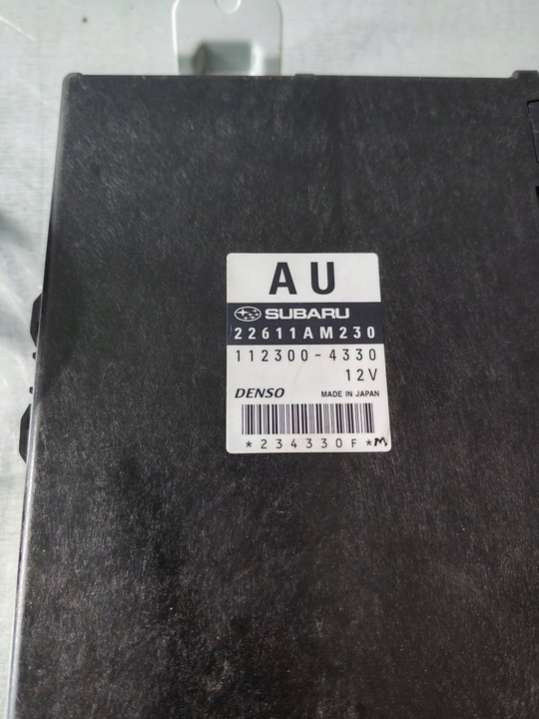 AU
SUBARU
22611AM230
112300-4330
12V
DENSO MADE IN JAPAN
*234330F*M